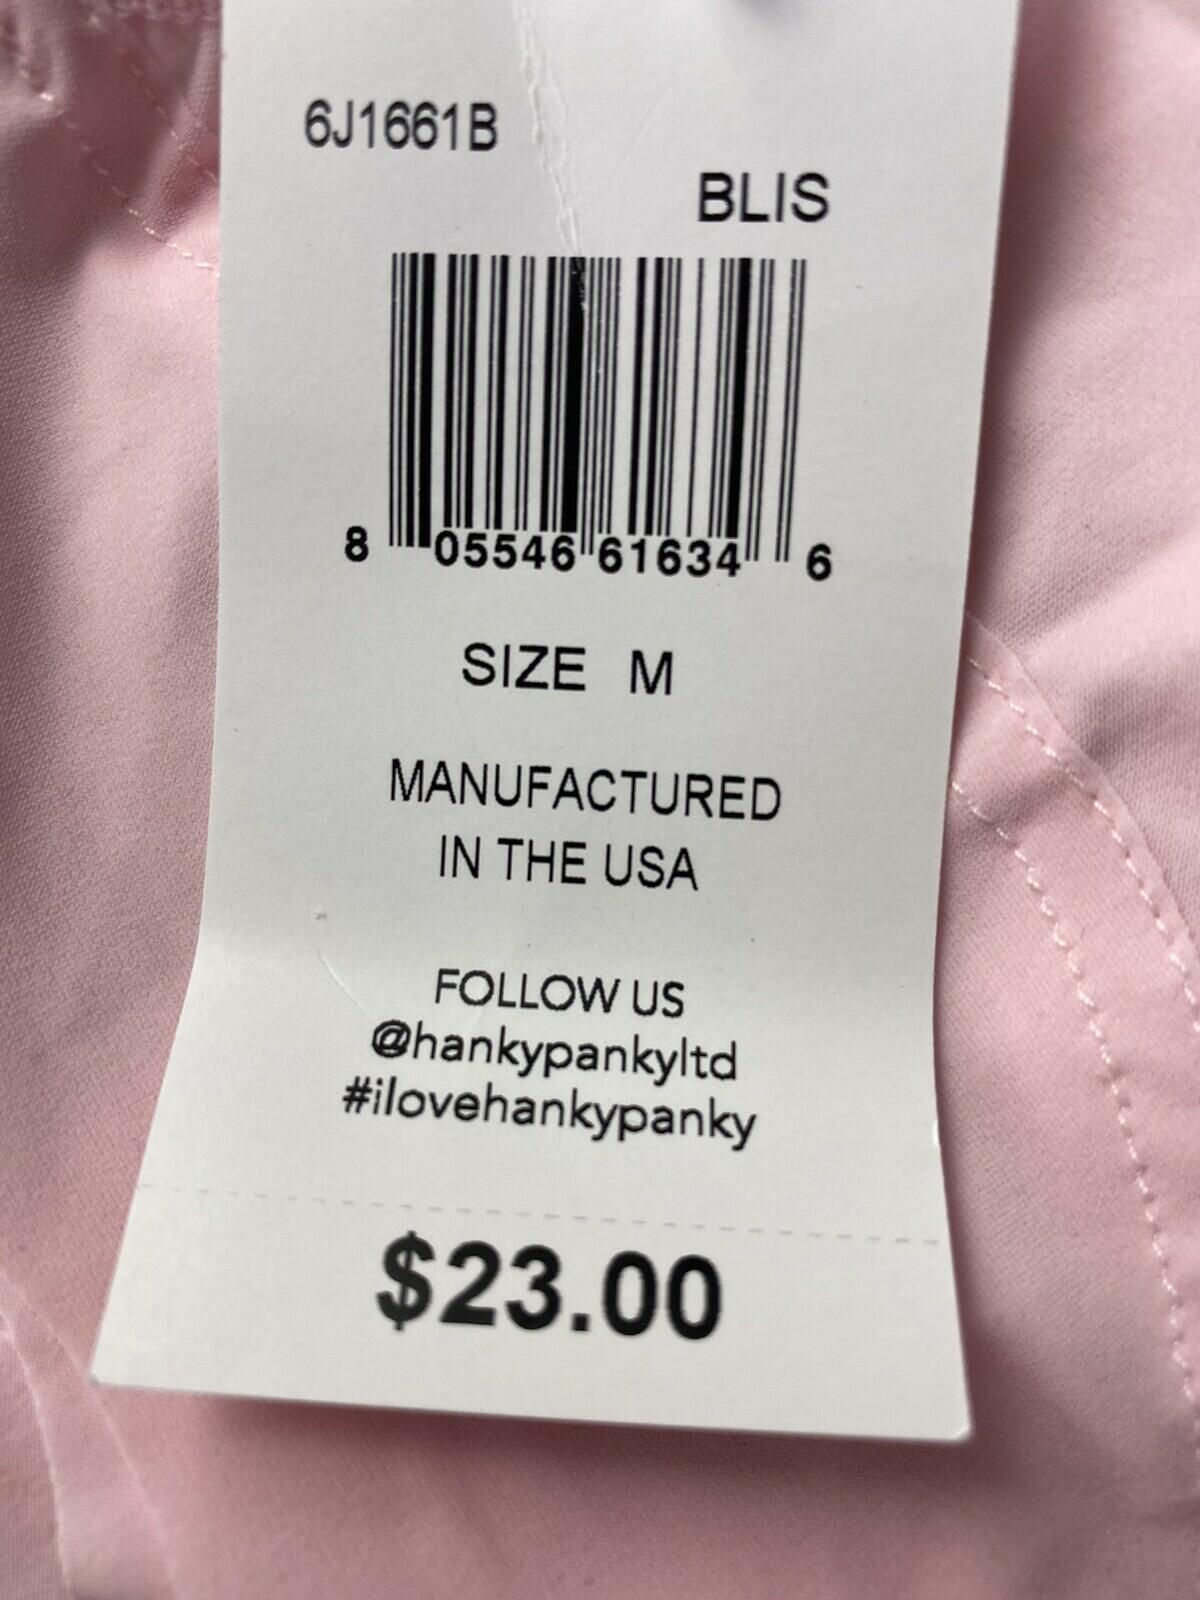 6J1661B
BLIS
8 05546 61634 6
SIZE M
MANUFACTURED
IN THE USA
FOLLOW US
@hankypankyltd
#ilovehankypanky
$23.00